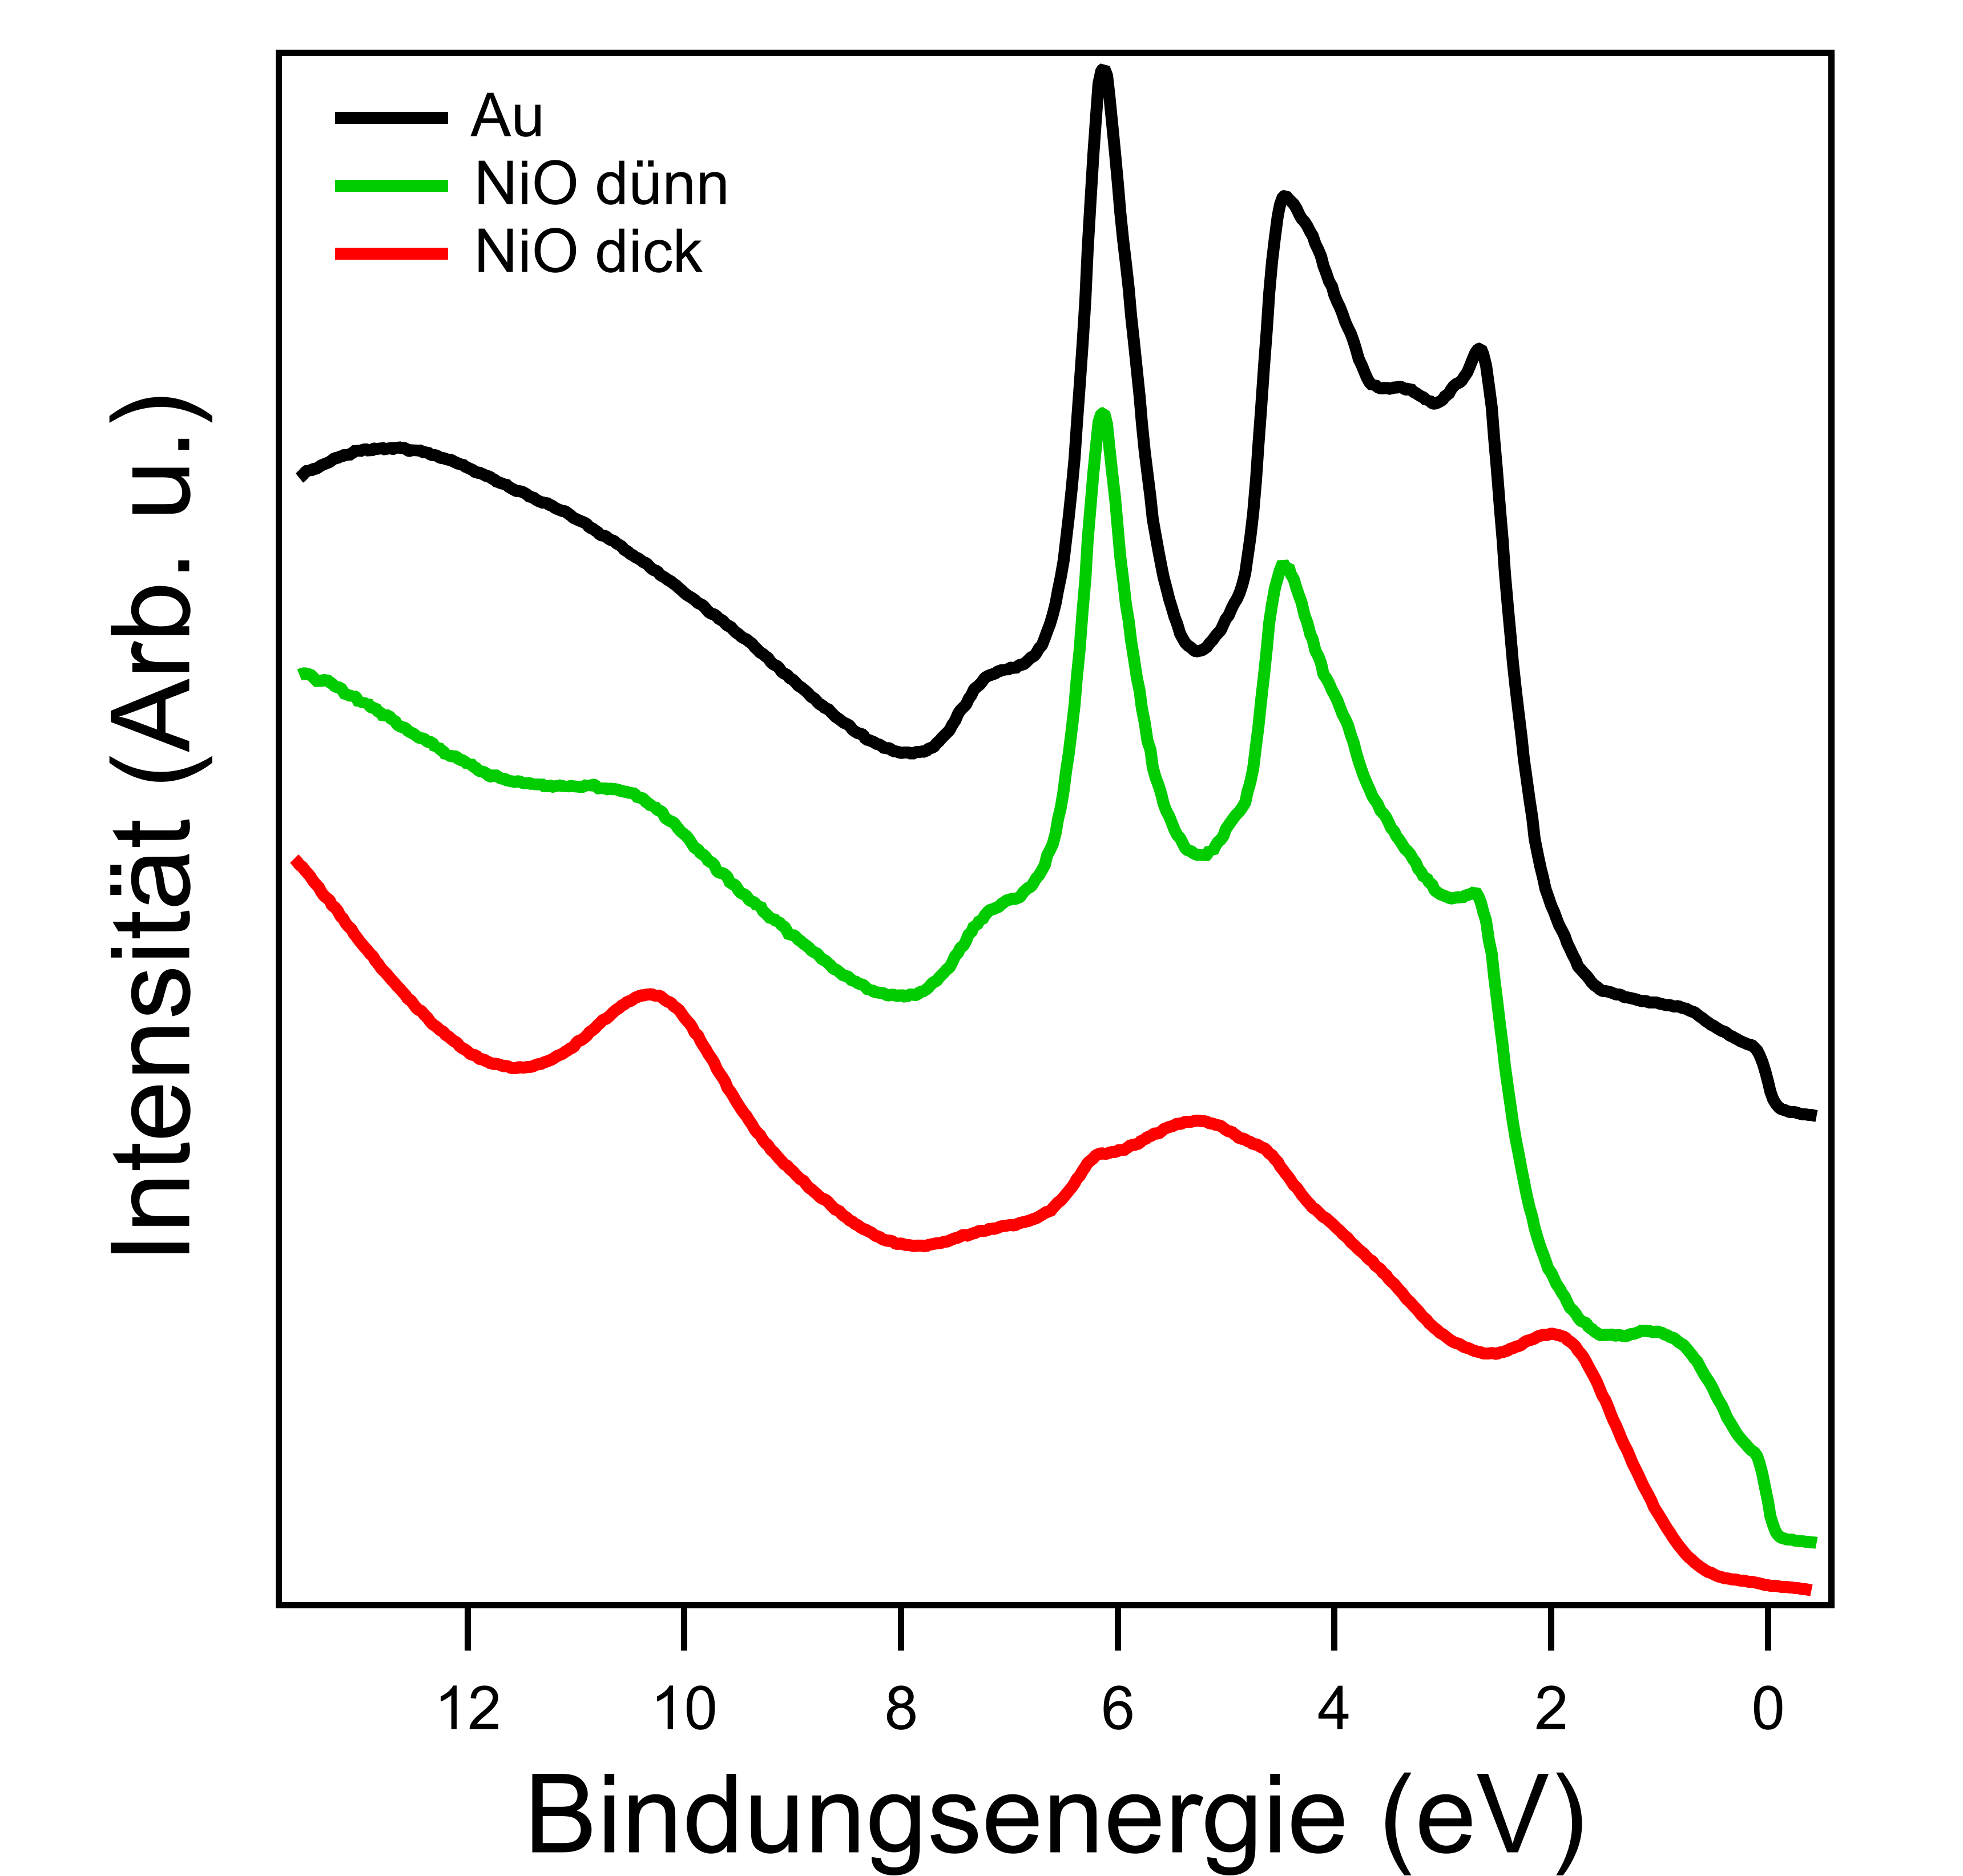 Au
NiO dünn
NiO dick
Intensität (Arb. u.)
12 10 8 6 4 2 0
Bindungsenergie (eV)